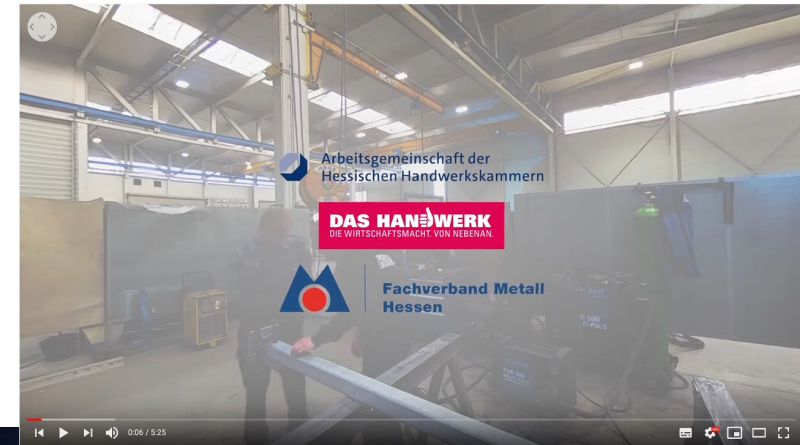 Arbeitsgemeinschaft der
Hessischen Handwerkskammern
DAS HANDWERK
DIE WIRTSCHAFTSMACHT. VON NEBENAN.
Fachverband Metall
Hessen
0:06 / 5:25